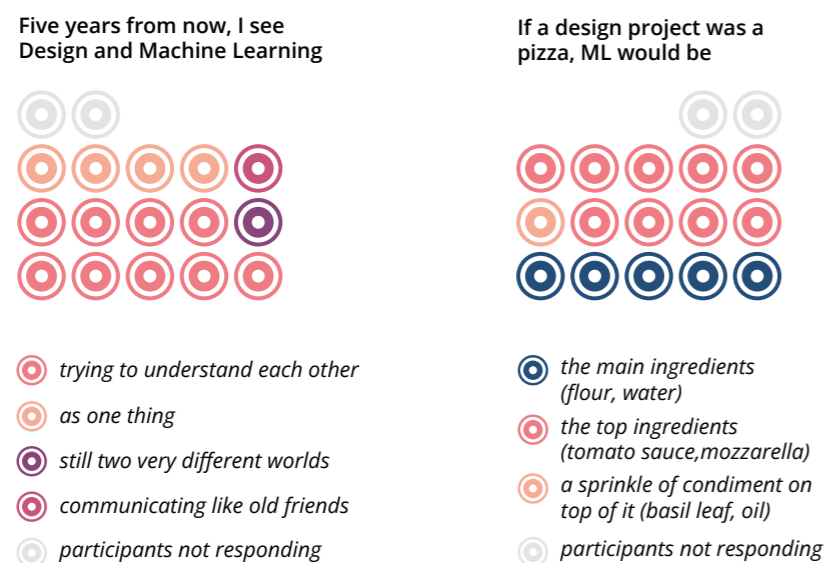 Five years from now, I see
Design and Machine Learning
trying to understand each other
as one thing
still two very different worlds
communicating like old friends
participants not responding
If a design project was a
pizza, ML would be
the main ingredients
(flour, water)
the top ingredients
(tomato sauce,mozzarella)
a sprinkle of condiment on
top of it (basil leaf, oil)
participants not responding